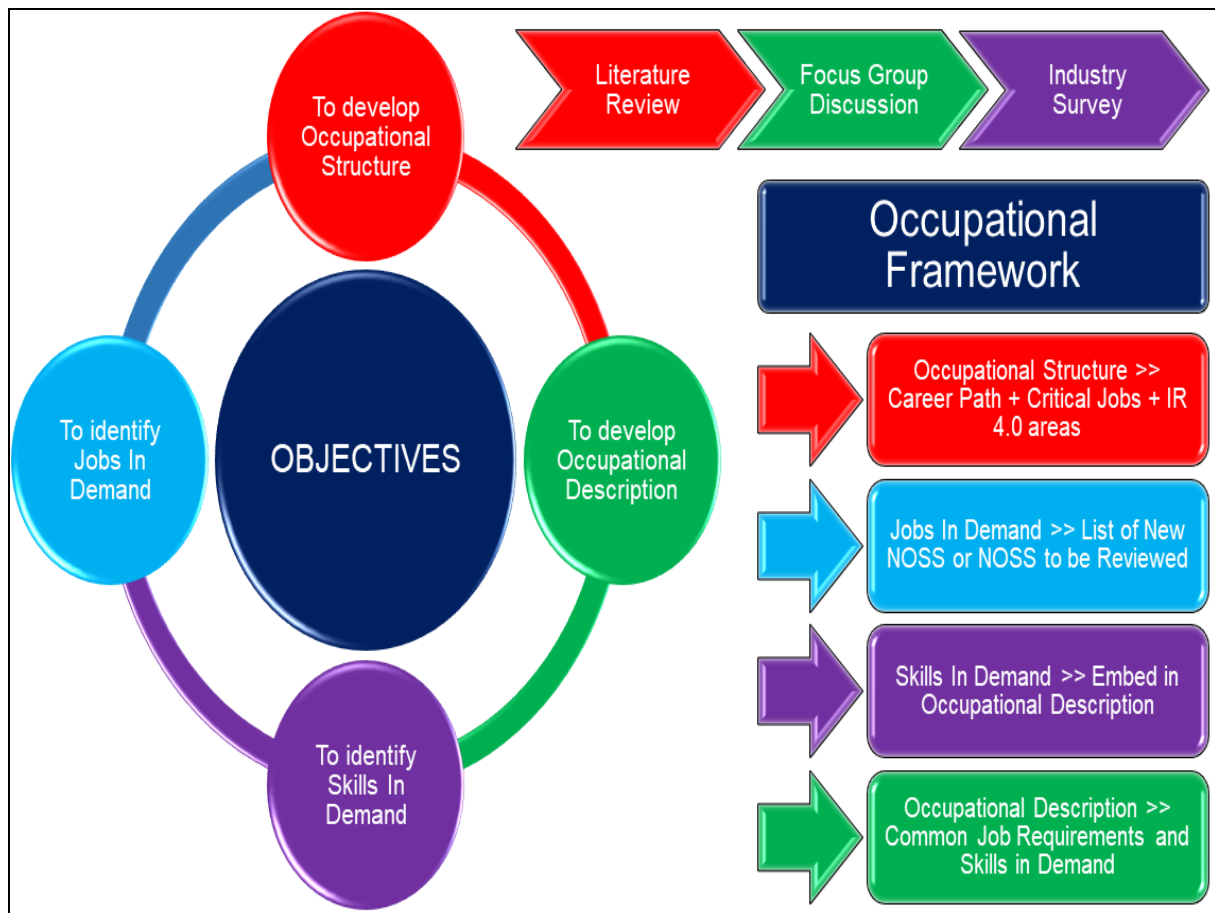 To develop
Occupational
Structure
To develop
Occupational
Description
To identify
Skills In
Demand
To identify
Jobs In
Demand
OBJECTIVES
Literature
Review
Focus Group
Discussion
Industry
Survey
Occupational
Framework
Occupational Structure >>
Career Path + Critical Jobs + IR
4.0 areas
Jobs In Demand >> List of New
NOSS or NOSS to be Reviewed
Skills In Demand >> Embed in
Occupational Description
Occupational Description >>
Common Job Requirements and
Skills in Demand